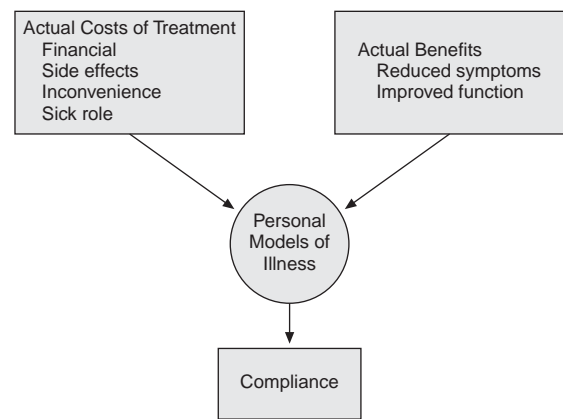 Actual Costs of Treatment
Financial
Side effects
Inconvenience
Sick role
Actual Benefits
Reduced symptoms
Improved function
Personal
Models of
Illness
Compliance